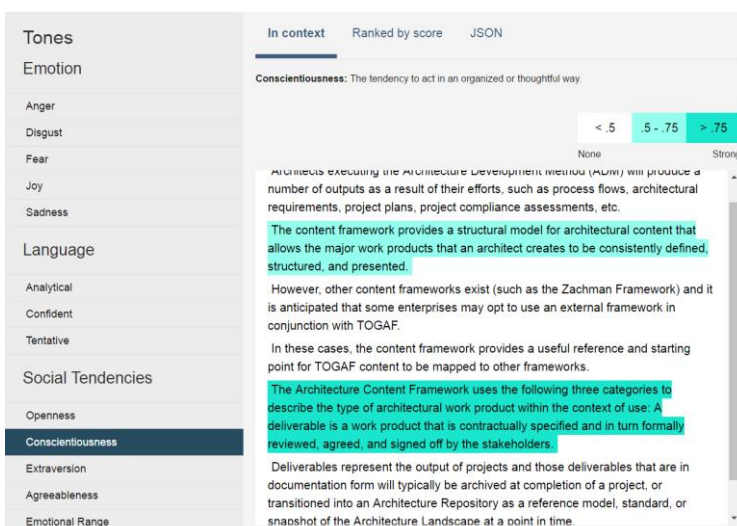 Tones
Emotion
Anger
Disgust
Fear
Joy
Sadness
Language
Analytical
Confident
Tentative
Social Tendencies
Openness
Conscientiousness
Extraversion
Agreeableness
Emotional Range
In context Ranked by score JSON
Conscientiousness: The tendency to act in an organized or thoughtful way.
< .5 .5 - .75 > .75
None Strong
Architects executing the Architecture Development Method (ADM) will produce a
number of outputs as a result of their efforts, such as process flows, architectural
requirements, project plans, project compliance assessments, etc.
The content framework provides a structural model for architectural content that
allows the major work products that an architect creates to be consistently defined,
structured, and presented.
However, other content frameworks exist (such as the Zachman Framework) and it
is anticipated that some enterprises may opt to use an external framework in
conjunction with TOGAF.
In these cases, the content framework provides a useful reference and starting
point for TOGAF content to be mapped to other frameworks.
The Architecture Content Framework uses the following three categories to
describe the type of architectural work product within the context of use: A
deliverable is a work product that is contractually specified and in turn formally
reviewed, agreed, and signed off by the stakeholders.
Deliverables represent the output of projects and those deliverables that are in
documentation form will typically be archived at completion of a project, or
transitioned into an Architecture Repository as a reference model, standard, or
snapshot of the Architecture Landscape at a point in time.